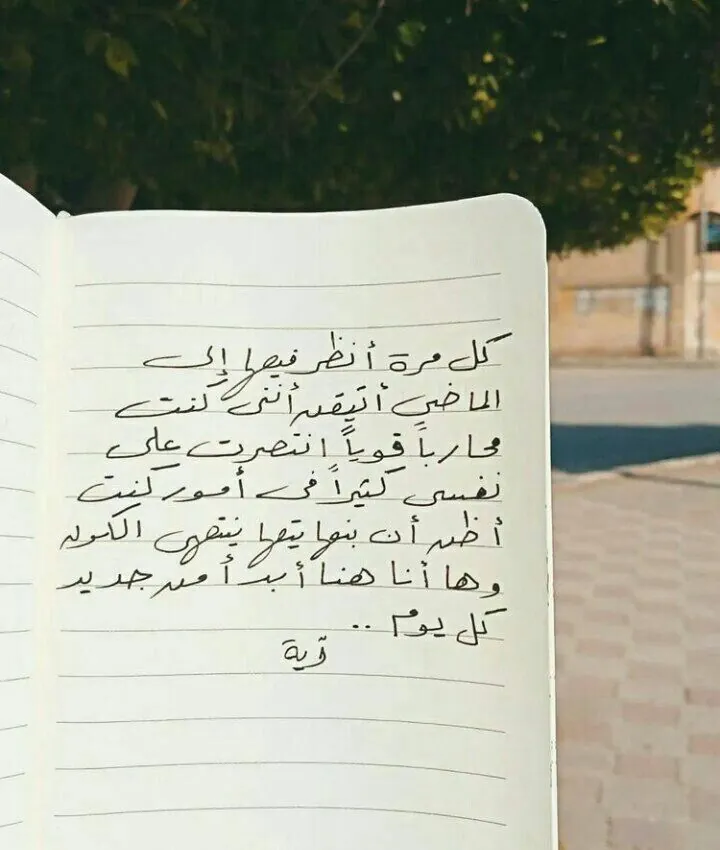 كل مرة أنظر فيها إلى
الماضي أتيقن أنني كنت
محارباً قوياً انتصرت على
نفسي كثيراً في أمور كنت
أظن أن بنهايتها ينتهي الكون
وها أنا هنا أبدأ من جديد
كل يوم ..
آية